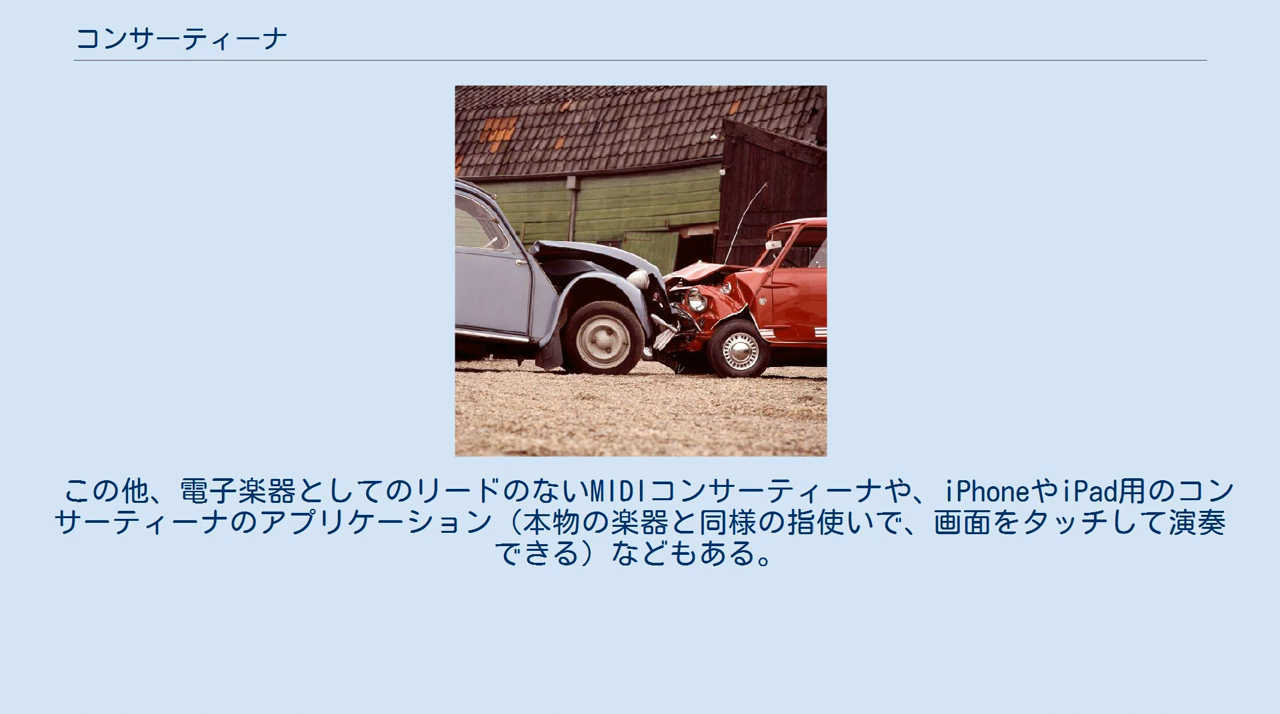 コンサーティーナ
この他、電子楽器としてのリードのないMIDIコンサーティーナや、iPhoneやiPad用のコン
サーティーナのアプリケーション（本物の楽器と同様の指使いで、画面をタッチして演奏
できる）などもある。